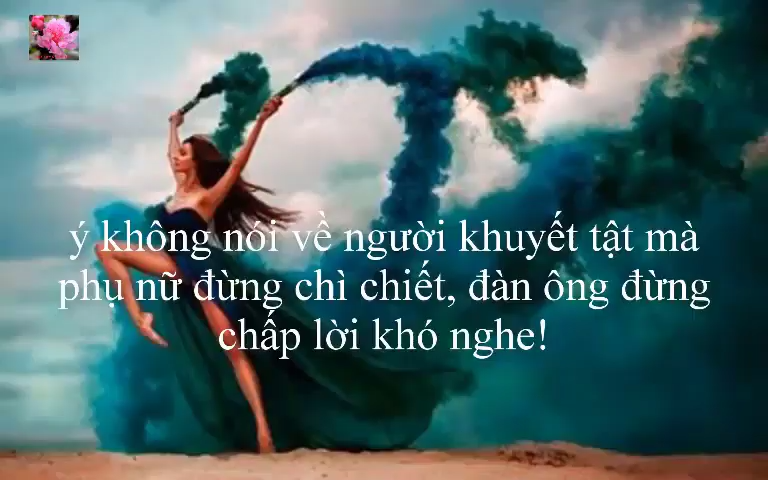 ý không nói về người khuyết tật mà
phụ nữ đừng chì chiết, đàn ông đừng
chấp lời khó nghe!